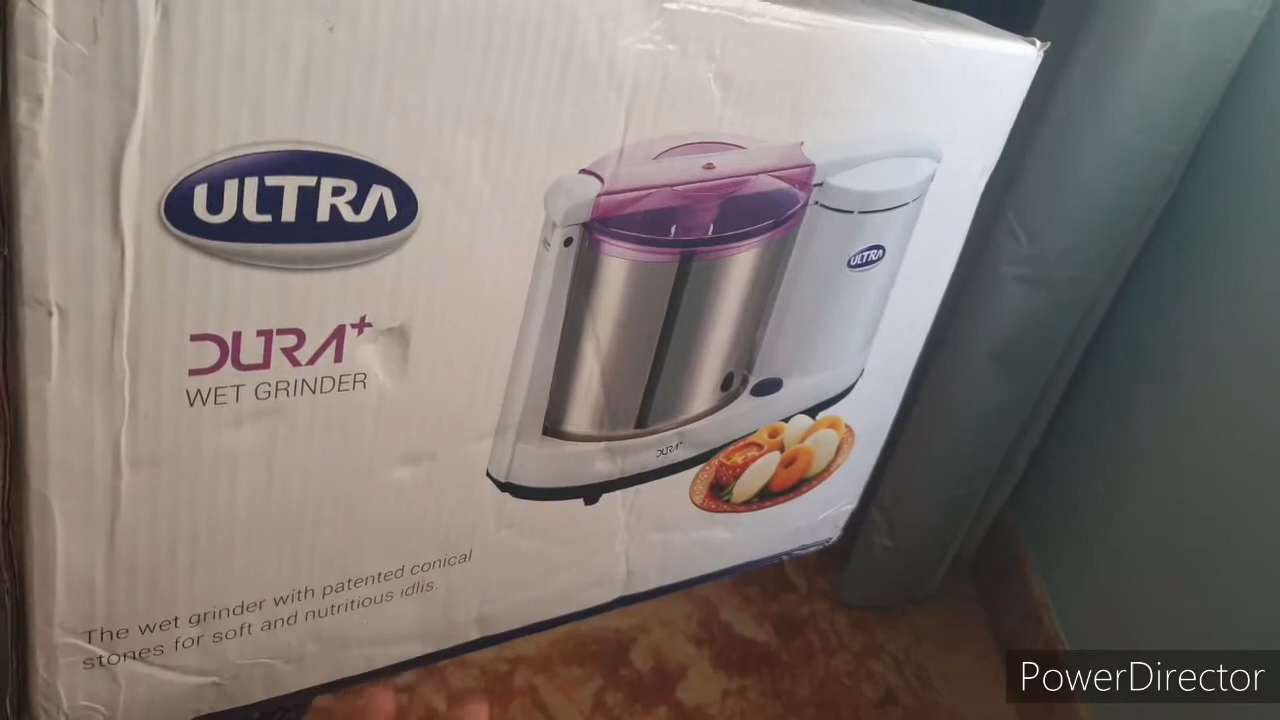 ULTRA
DURA+
WET GRINDER
ULTRA
DURA+
The wet grinder with patented conical
stones for soft and nutritious idlis.
PowerDirector